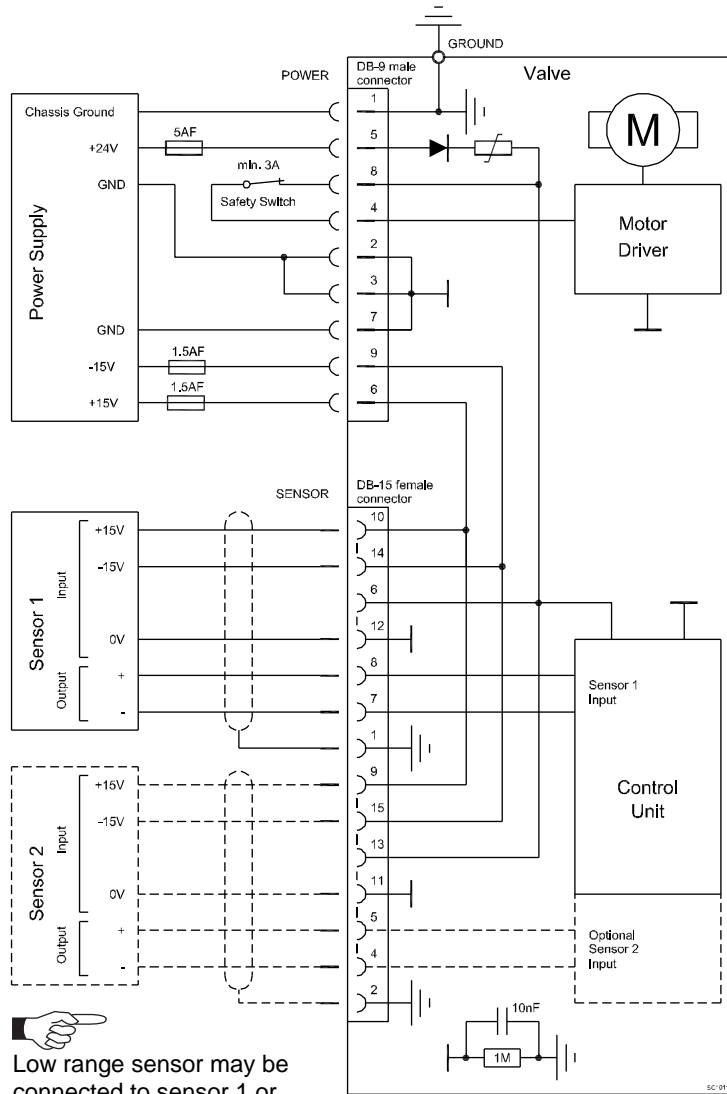 GROUND
POWER
DB-9 male
connector
Valve
Power Supply
Chassis Ground
1
+24V
5AF
5
M
GND
min. 3A
8
Safety Switch
4
Motor
Driver
2
3
GND
7
-15V
1.5AF
9
+15V
1.5AF
6
SENSOR
DB-15 female
connector
Sensor 1
Input
+15V
10
-15V
14
6
0V
12
Output
+
8
Sensor 1
Input
-
7
1
Control
Unit
Sensor 2
Input
+15V
9
-15V
15
13
0V
11
Output
+
5
Optional
Sensor 2
Input
-
4
2
10nF
1M
Low range sensor may be
connected to sensor 1 or